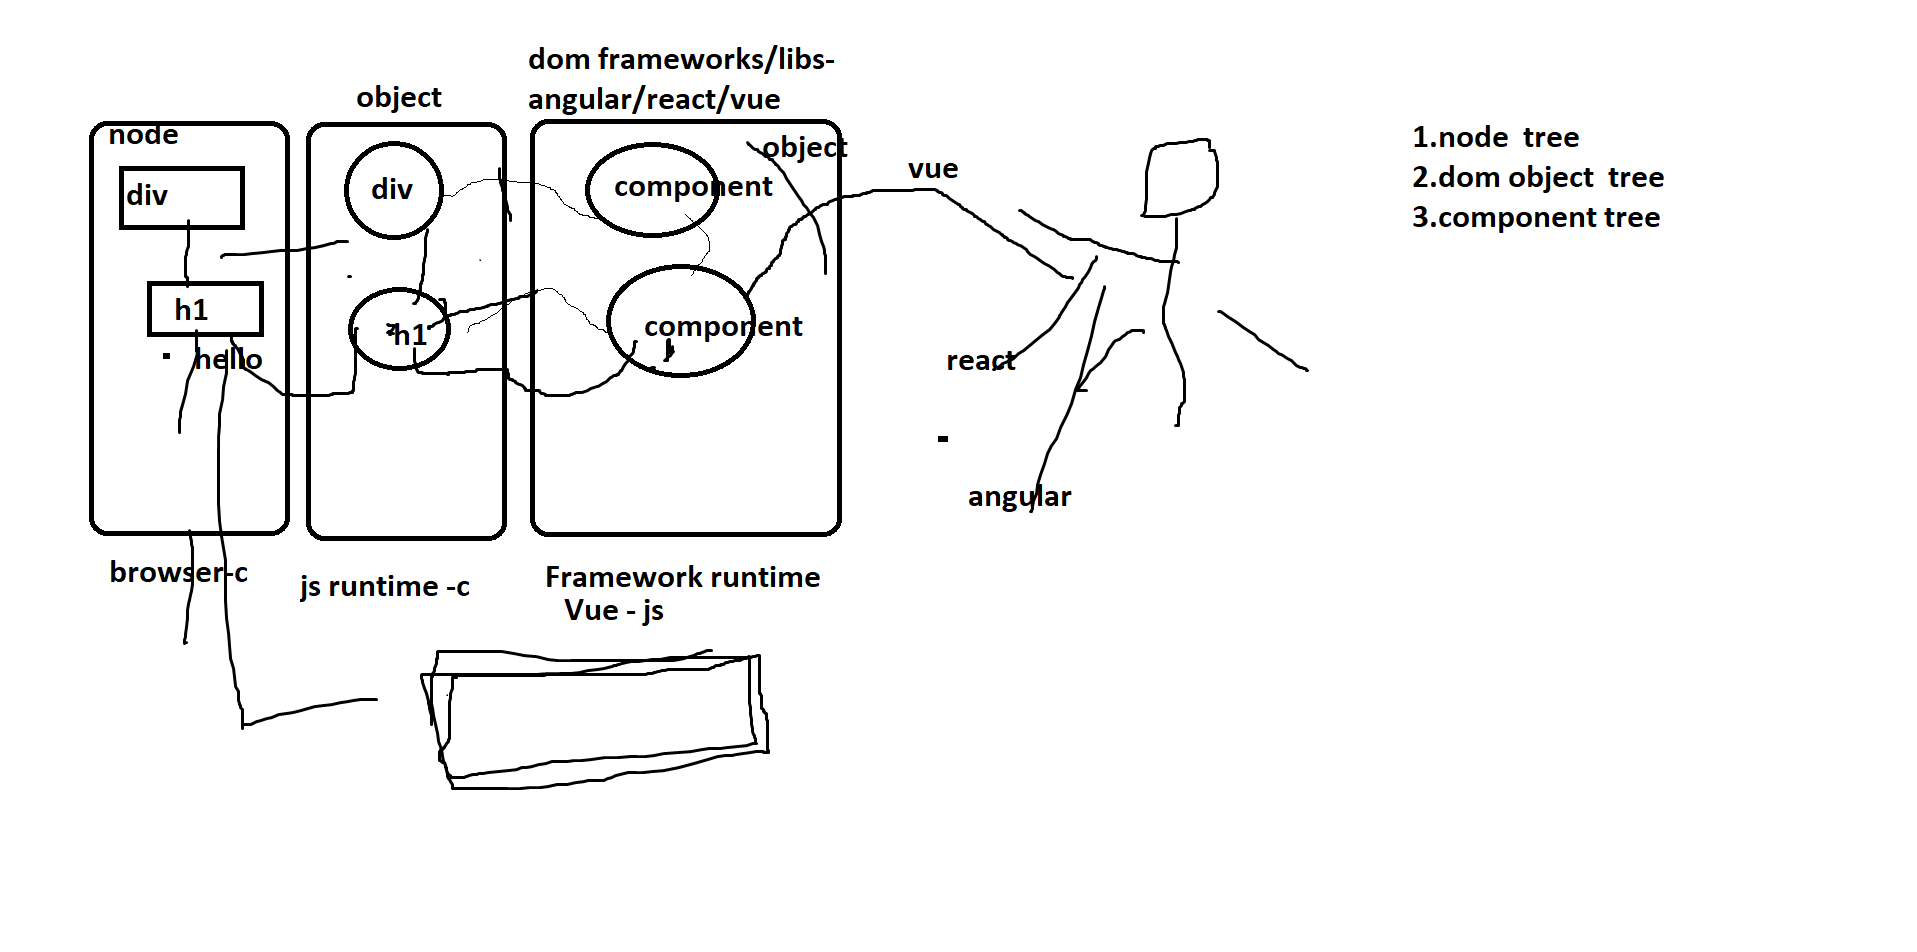 dom frameworks/libs-
angular/react/vue
object
node
object
div
div
component
h1
h1
component
hello
browser-c
js runtime -c
Framework runtime
Vue - js
vue
react
angular
1.node  tree
2.dom object  tree
3.component tree